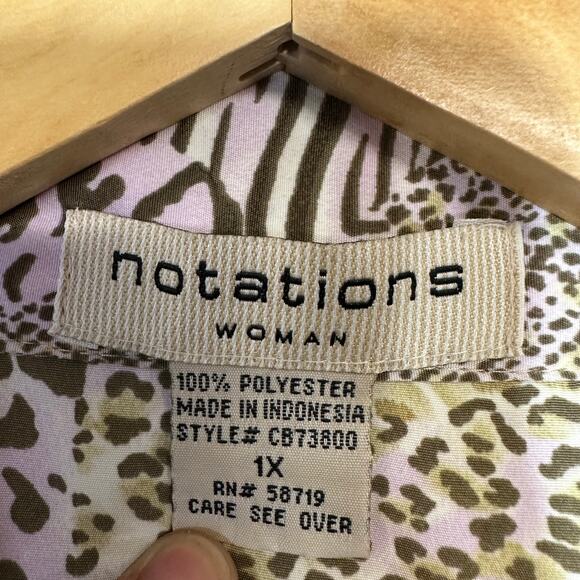 notations
WOMAN
100% POLYESTER
MADE IN INDONESIA
STYLE# CB73800
1X
RN# 58719
CARE SEE OVER